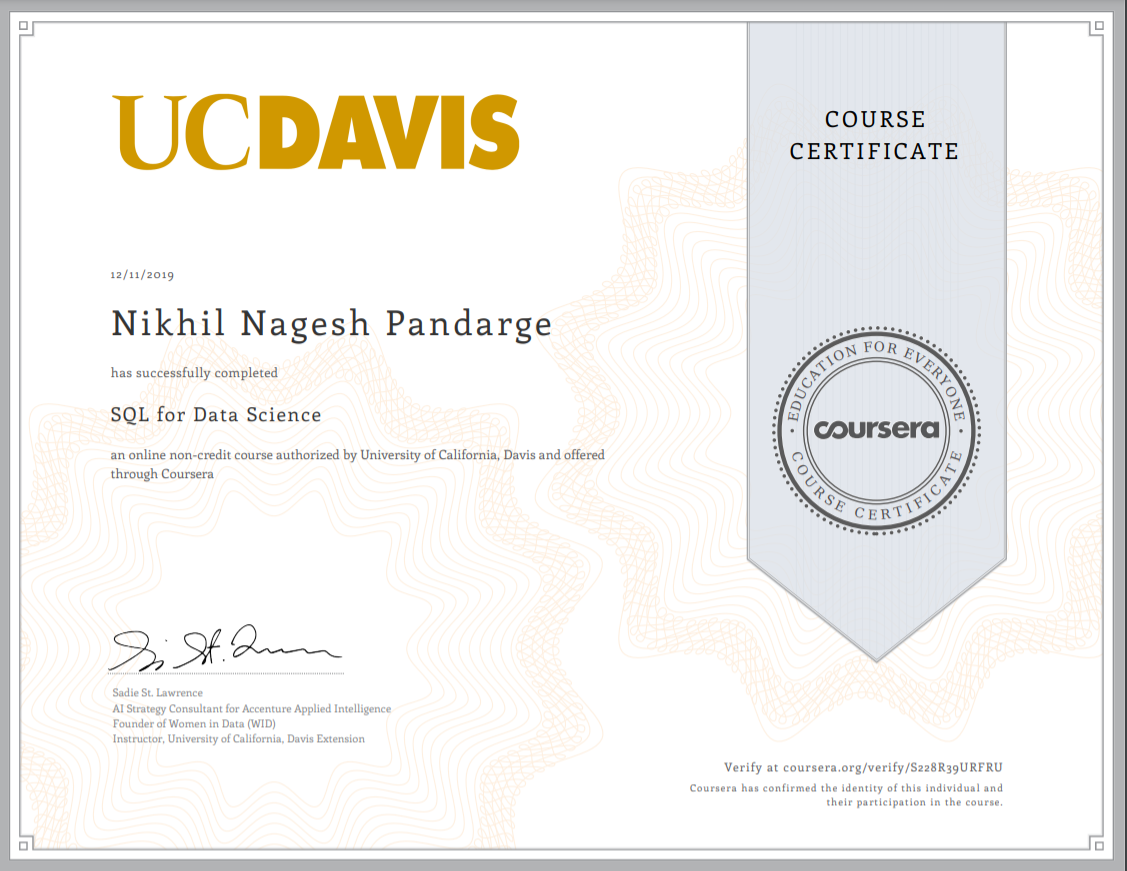 UCDAVIS
COURSE
CERTIFICATE
12/11/2019
Nikhil Nagesh Pandarge
has successfully completed
SQL for Data Science
an online non-credit course authorized by University of California, Davis and offered
through Coursera
EDUCATION FOR EVERYONE
coursera
COURSE CERTIFICATE
Sadie St. Lawrence
AI Strategy Consultant for Accenture Applied Intelligence
Founder of Women in Data (WID)
Instructor, University of California, Davis Extension
Verify at coursera.org/verify/S228R39URFRU
Coursera has confirmed the identity of this individual and
their participation in the course.